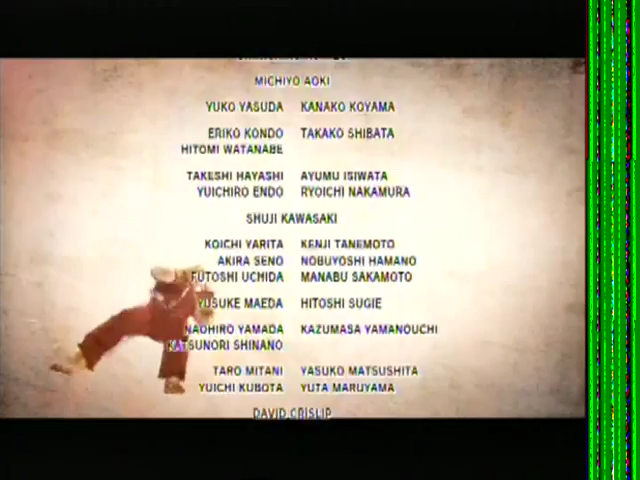 MICHIYO AOKI
YUKO YASUDA KANAKO KOYAMA
ERIKO KONDO TAKAKO SHIBATA
HITOMI WATANABE
TAKESHI HAYASHI AYUMU ISIWATA
YUICHIRO ENDO RYOICHI NAKAMURA
SHUJI KAWASAKI
KOICHI YARITA KENJI TANEMOTO
AKIRA SENO NOBUYOSHI HAMANO
FUTOSHI UCHIDA MANABU SAKAMOTO
YUSUKE MAEDA HITOSHI SUGIE
NAOHIRO YAMADA KAZUMASA YAMANOUCHI
KATSUNORI SHINANO
TARO MITANI YASUKO MATSUSHITA
YUICHI KUBOTA YUTA MARUYAMA
DAVID CRISLIP